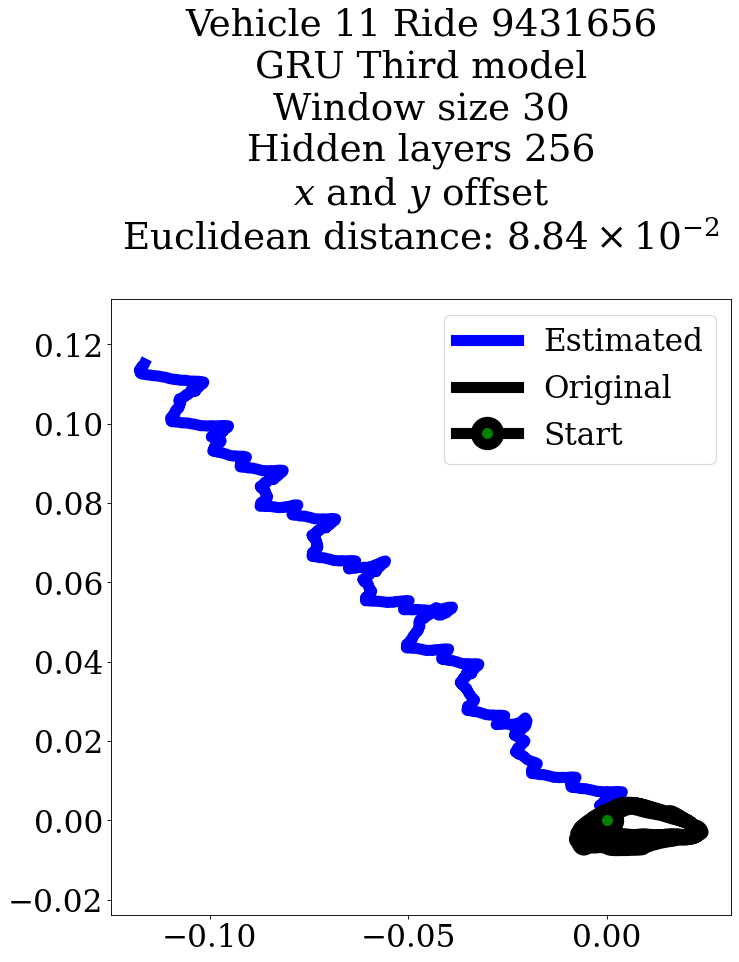 Vehicle 11 Ride 9431656
GRU Third model
Window size 30
Hidden layers 256
x and y offset
Euclidean distance: 8.84 × 10⁻²
Estimated
Original
Start
0.12
0.10
0.08
0.06
0.04
0.02
0.00
−0.02
−0.10
−0.05
0.00